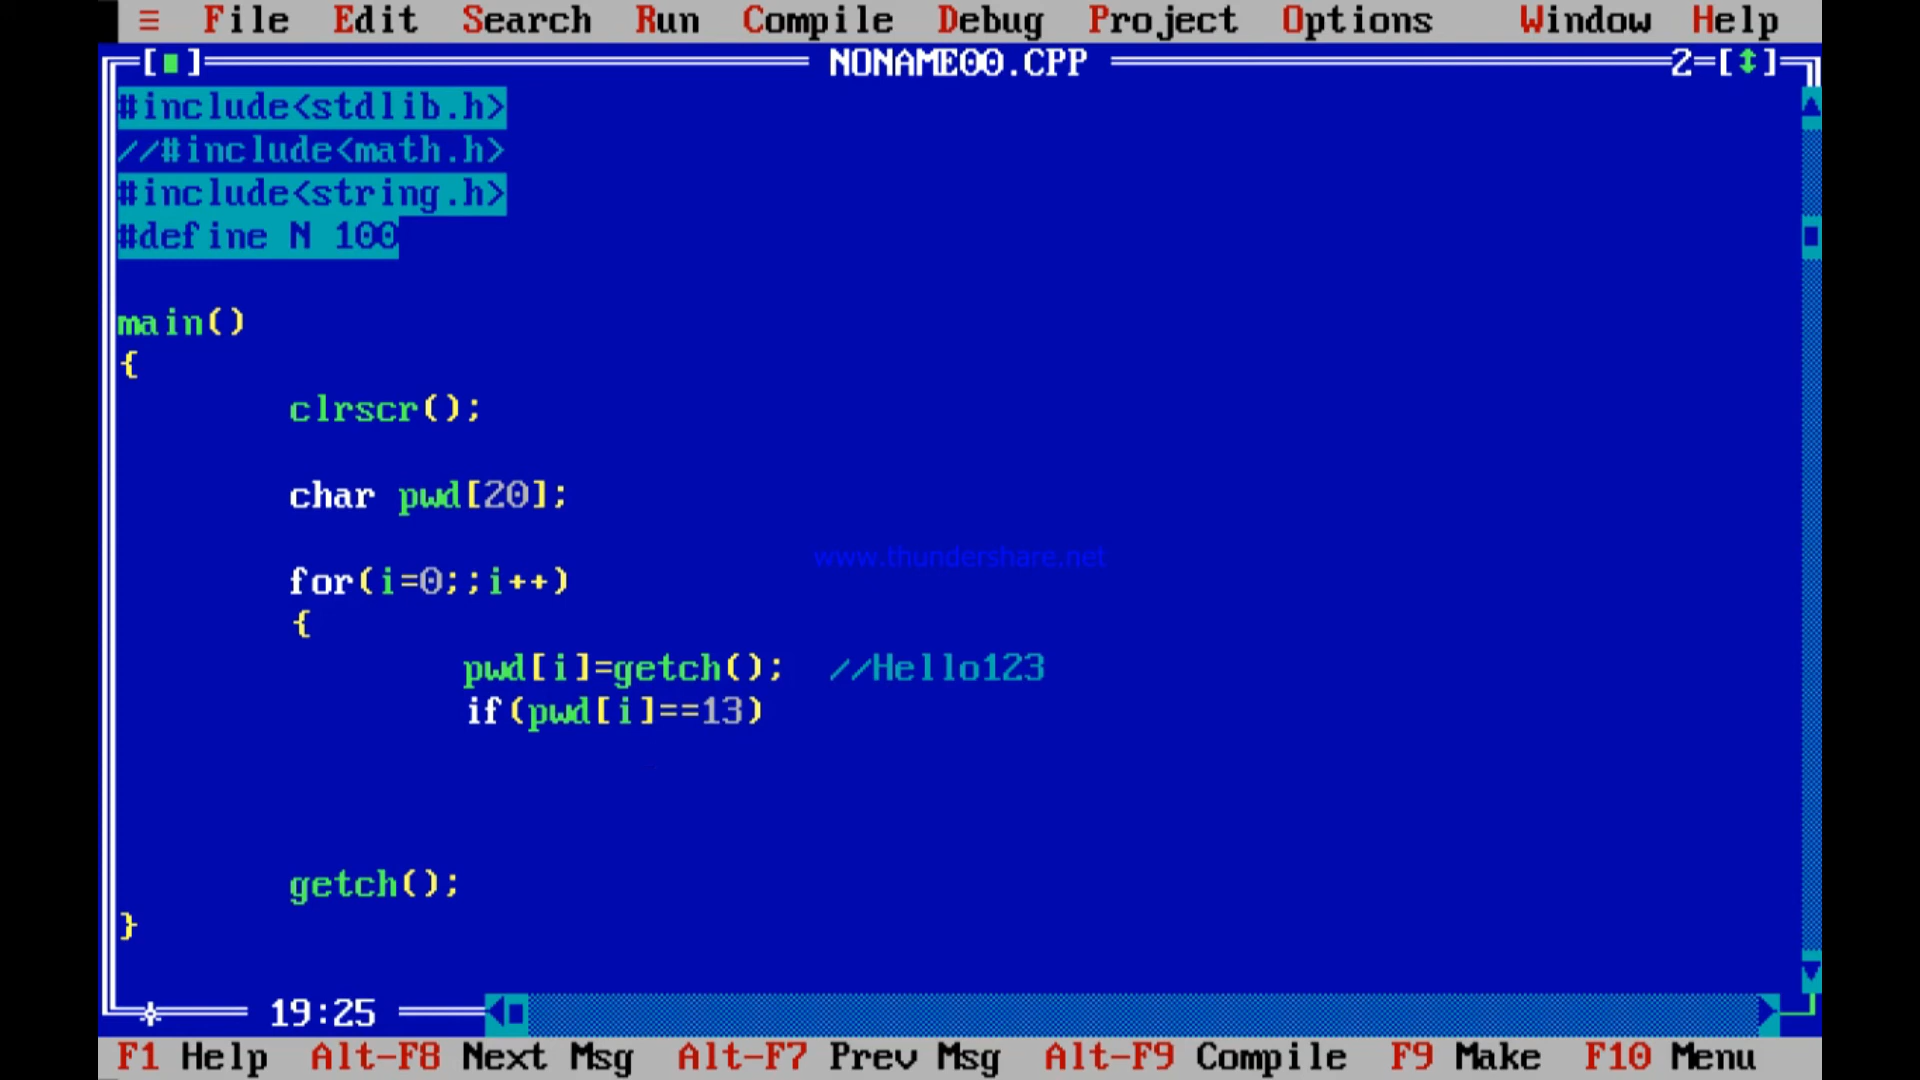 ≡ File Edit Search Run Compile Debug Project Options Window Help
[■] NONAME00.CPP 2=[↕]
#include<stdlib.h>
//#include<math.h>
#include<string.h>
#define N 100
main()
{
clrscr();
char pwd[20];
www.thundershare.net
for(i=0;;i++)
{
pwd[i]=getch(); //Hello123
if(pwd[i]==13)
getch();
}
19:25
F1 Help Alt-F8 Next Msg Alt-F7 Prev Msg Alt-F9 Compile F9 Make F10 Menu